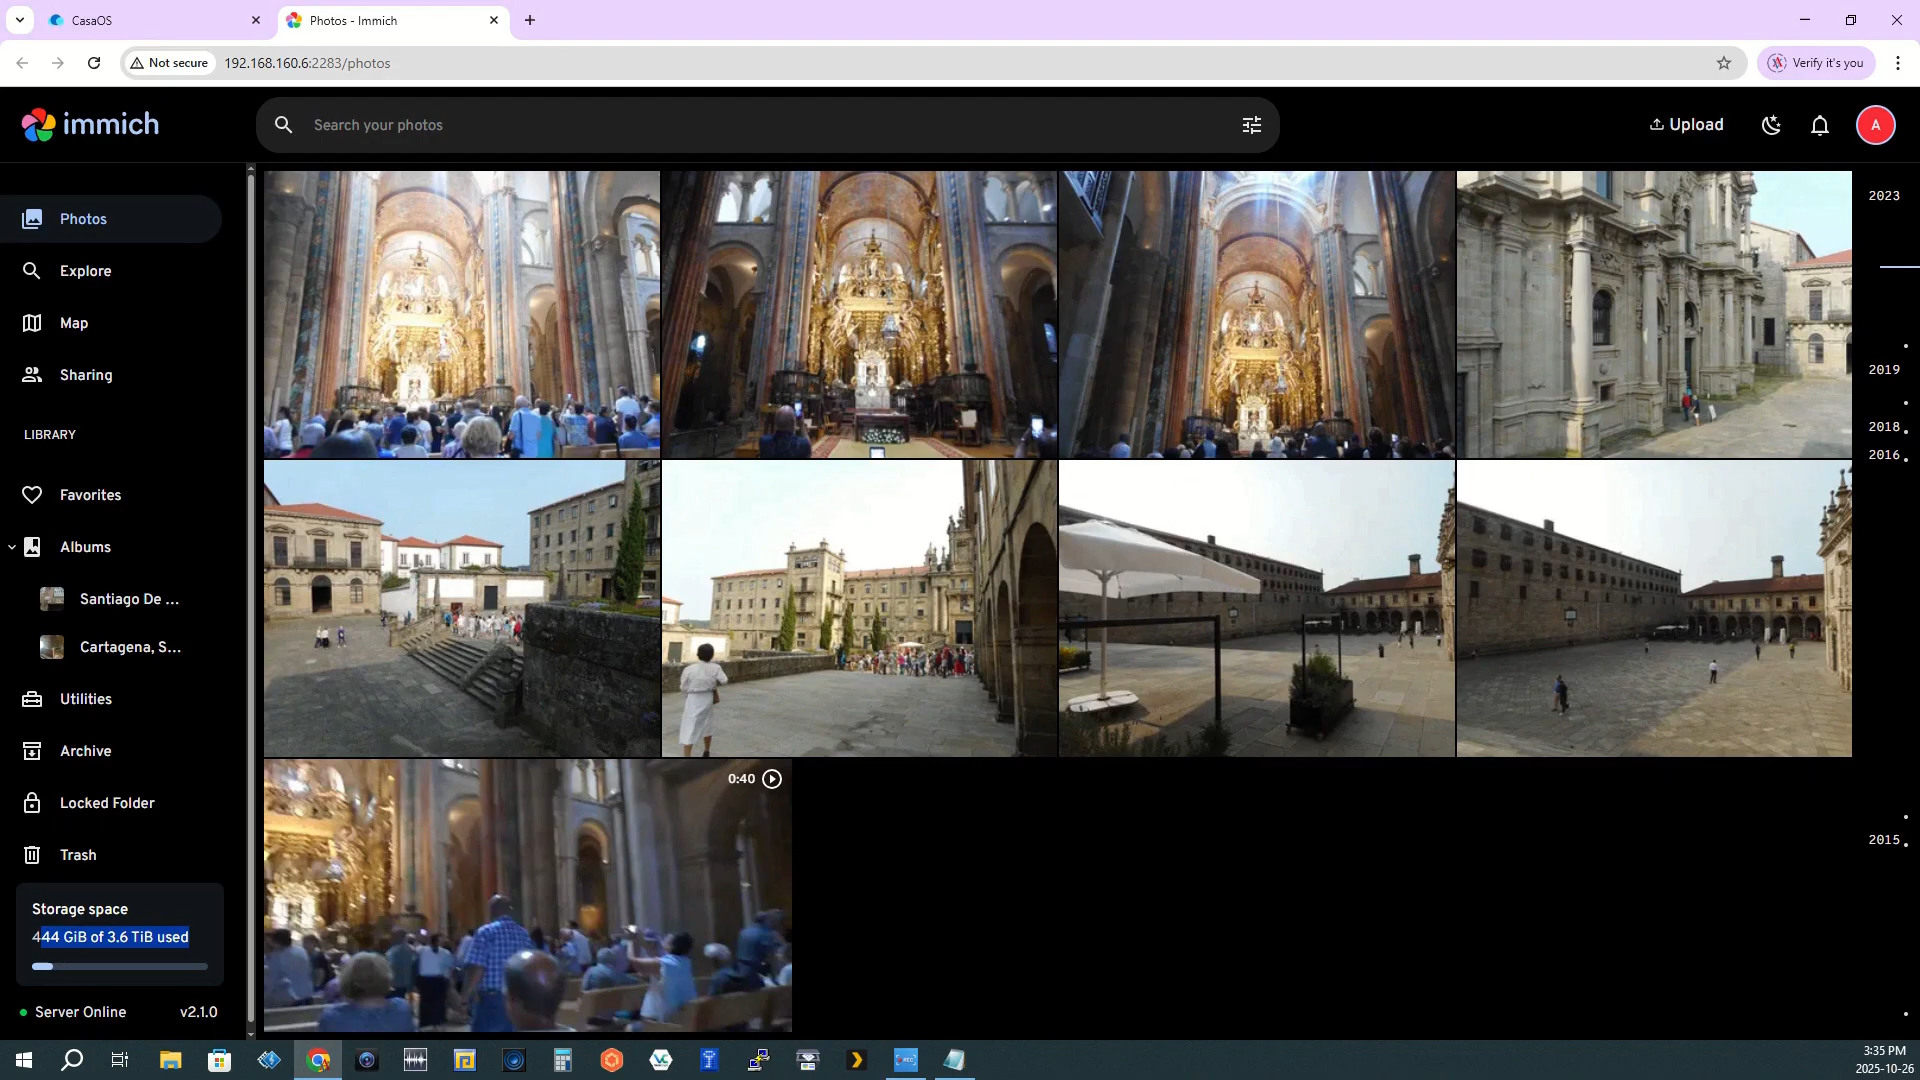 CasaOS
Photos - Immich
Not secure
192.168.160.6:2283/photos
Verify it's you
immich
Search your photos
Upload
A
Photos
Explore
Map
Sharing
LIBRARY
Favorites
Albums
Santiago De ...
Cartagena, S...
Utilities
Archive
Locked Folder
Trash
Storage space
444 GiB of 3.6 TiB used
Server Online v2.1.0
2023
2019
2018
2016
2015
0:40
REC
3:35 PM
2025-10-26